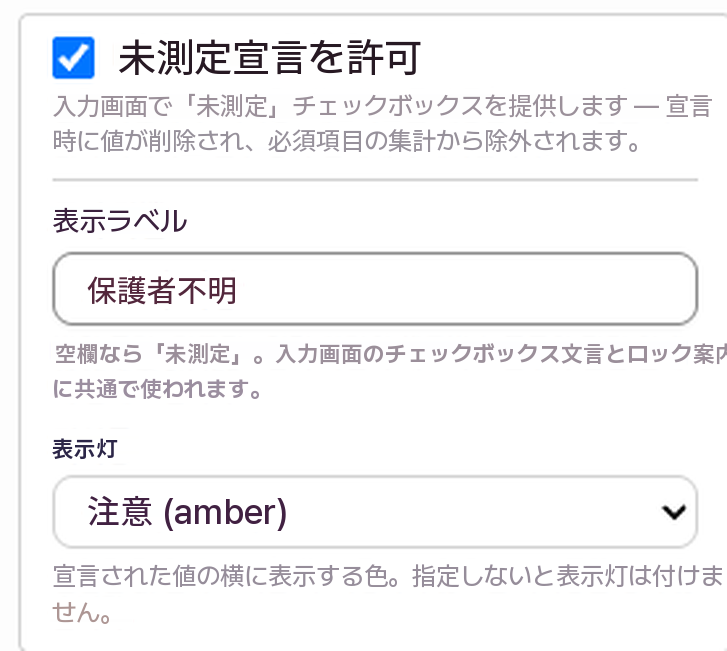 未測定宣言を許可
入力画面で「未測定」チェックボックスを提供します — 宣言
時に値が削除され、必須項目の集計から除外されます。
表示ラベル
保護者不明
空欄なら「未測定」。入力画面のチェックボックス文言とロック案内
に共通で使われます。
表示灯
注意 (amber)
宣言された値の横に表示する色。指定しないと表示灯は付けま
せん。